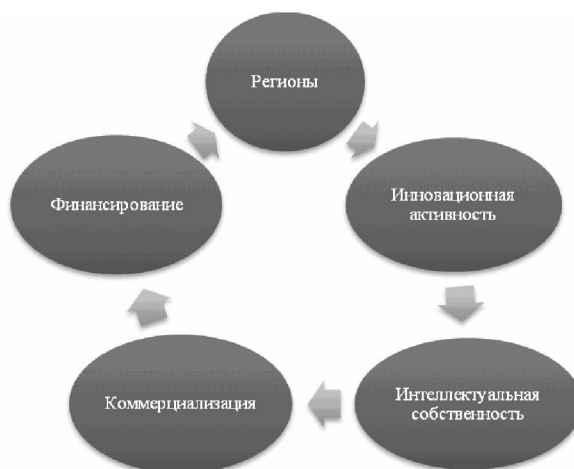 Регионы
Инновационная
активность
Интеллектуальная
собственность
Коммерциализация
Финансирование